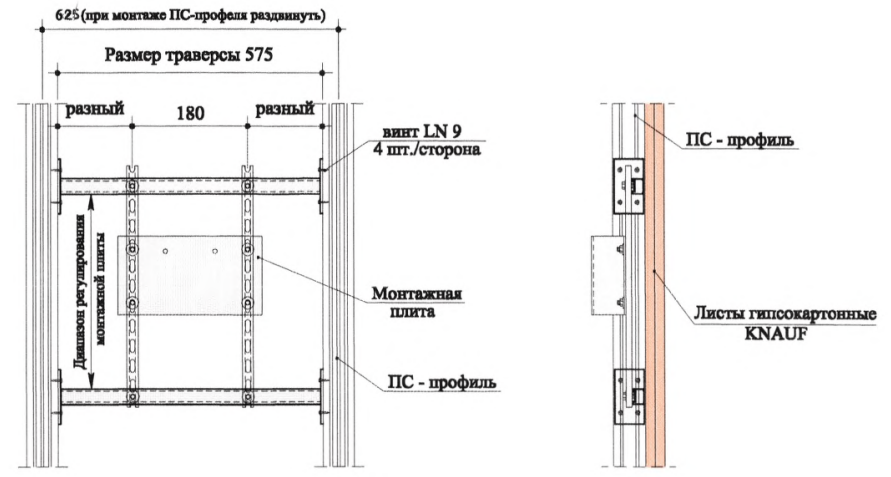 625 (при монтаже ПС-профеля раздвинуть)
Размер траверсы 575
разный 180 разный
винт LN 9
4 шт./сторона
Диапазон регулирования
монтажной плиты
Монтажная
плита
ПС - профиль
ПС - профиль
Листы гипсокартонные
KNAUF